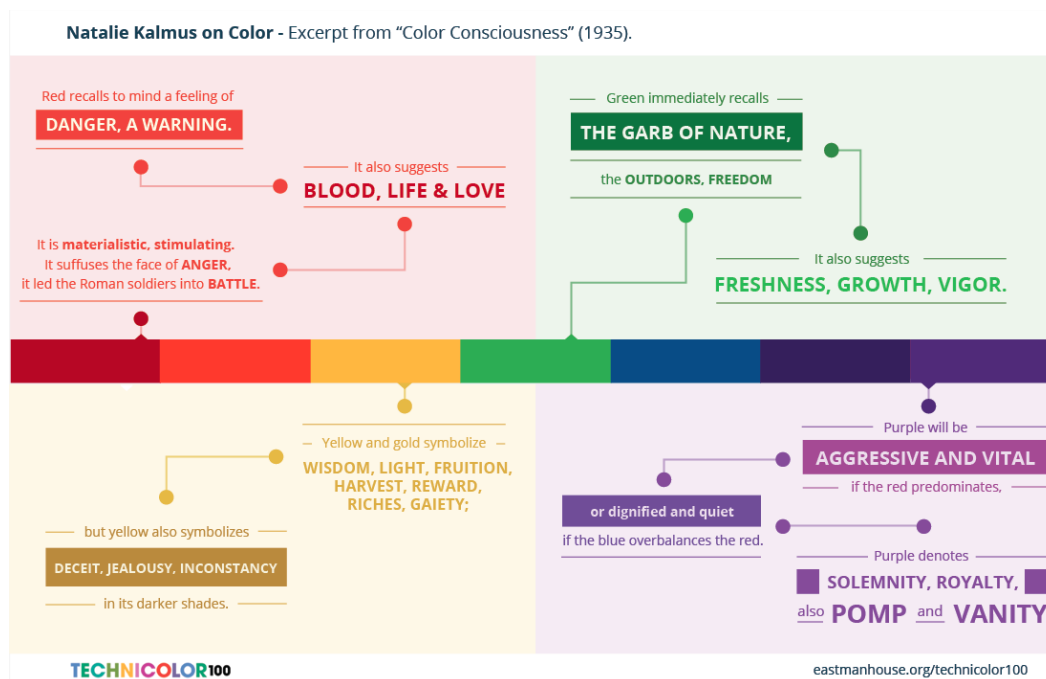 Natalie Kalmus on Color - Excerpt from “Color Consciousness” (1935).
Red recalls to mind a feeling of
DANGER, A WARNING.
It also suggests
BLOOD, LIFE & LOVE
It is materialistic, stimulating.
It suffuses the face of ANGER,
it led the Roman soldiers into BATTLE.
Green immediately recalls
THE GARB OF NATURE,
the OUTDOORS, FREEDOM
It also suggests
FRESHNESS, GROWTH, VIGOR.
Yellow and gold symbolize
WISDOM, LIGHT, FRUITION,
HARVEST, REWARD,
RICHES, GAIETY;
but yellow also symbolizes
DECEIT, JEALOUSY, INCONSTANCY
in its darker shades.
Purple will be
AGGRESSIVE AND VITAL
if the red predominates,
or dignified and quiet
if the blue overbalances the red.
Purple denotes
SOLEMNITY, ROYALTY,
also POMP and VANITY
TECHNICOLOR100
eastmanhouse.org/technicolor100